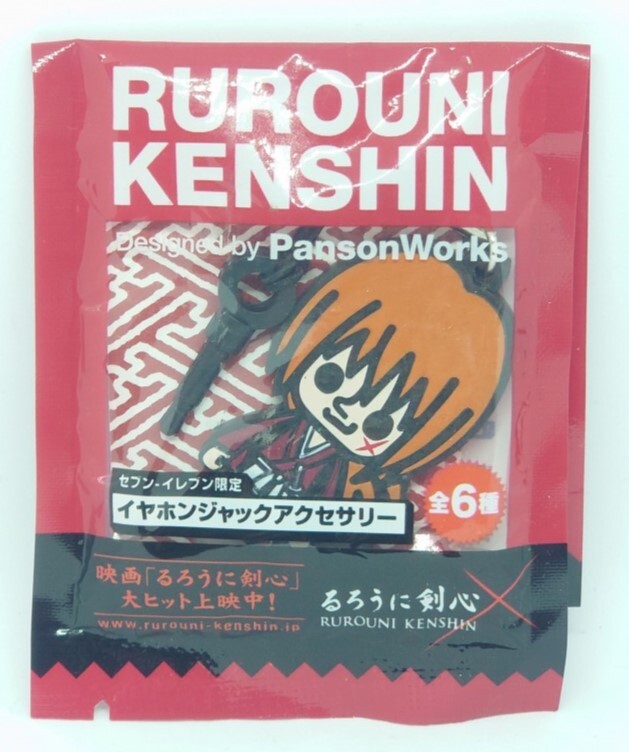 RUROUNI
KENSHIN
Designed by PansonWorks
セブン-イレブン限定
イヤホンジャックアクセサリー
全6種
映画「るろうに剣心」
大ヒット上映中!
www.rurouni-kenshin.jp
るろうに剣心
RUROUNI KENSHIN